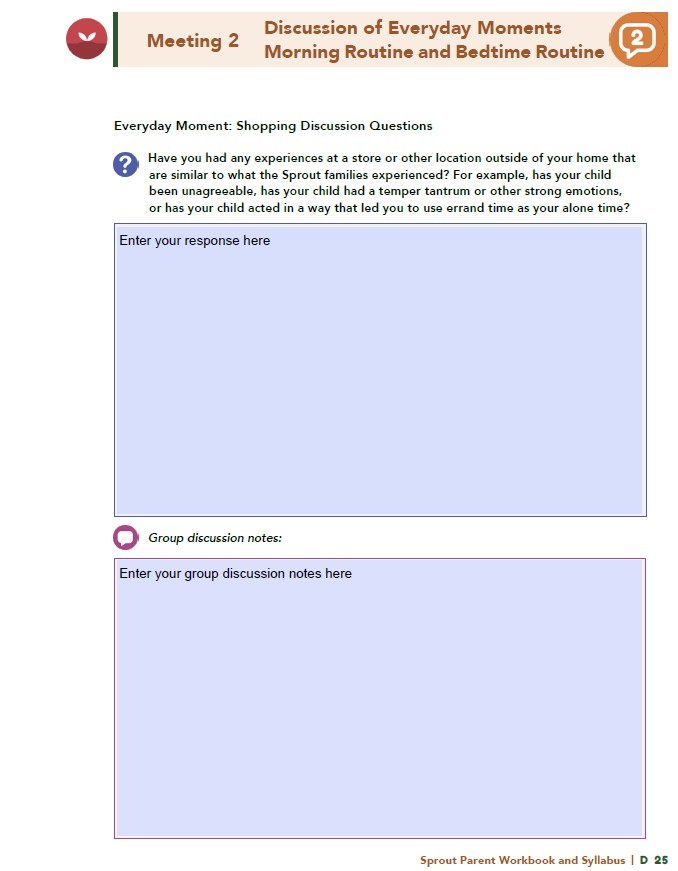 Meeting 2
Discussion of Everyday Moments
Morning Routine and Bedtime Routine
2
Everyday Moment: Shopping Discussion Questions
?
Have you had any experiences at a store or other location outside of your home that
are similar to what the Sprout families experienced? For example, has your child
been unagreeable, has your child had a temper tantrum or other strong emotions,
or has your child acted in a way that led you to use errand time as your alone time?
Enter your response here
Group discussion notes:
Enter your group discussion notes here
Sprout Parent Workbook and Syllabus | D 25